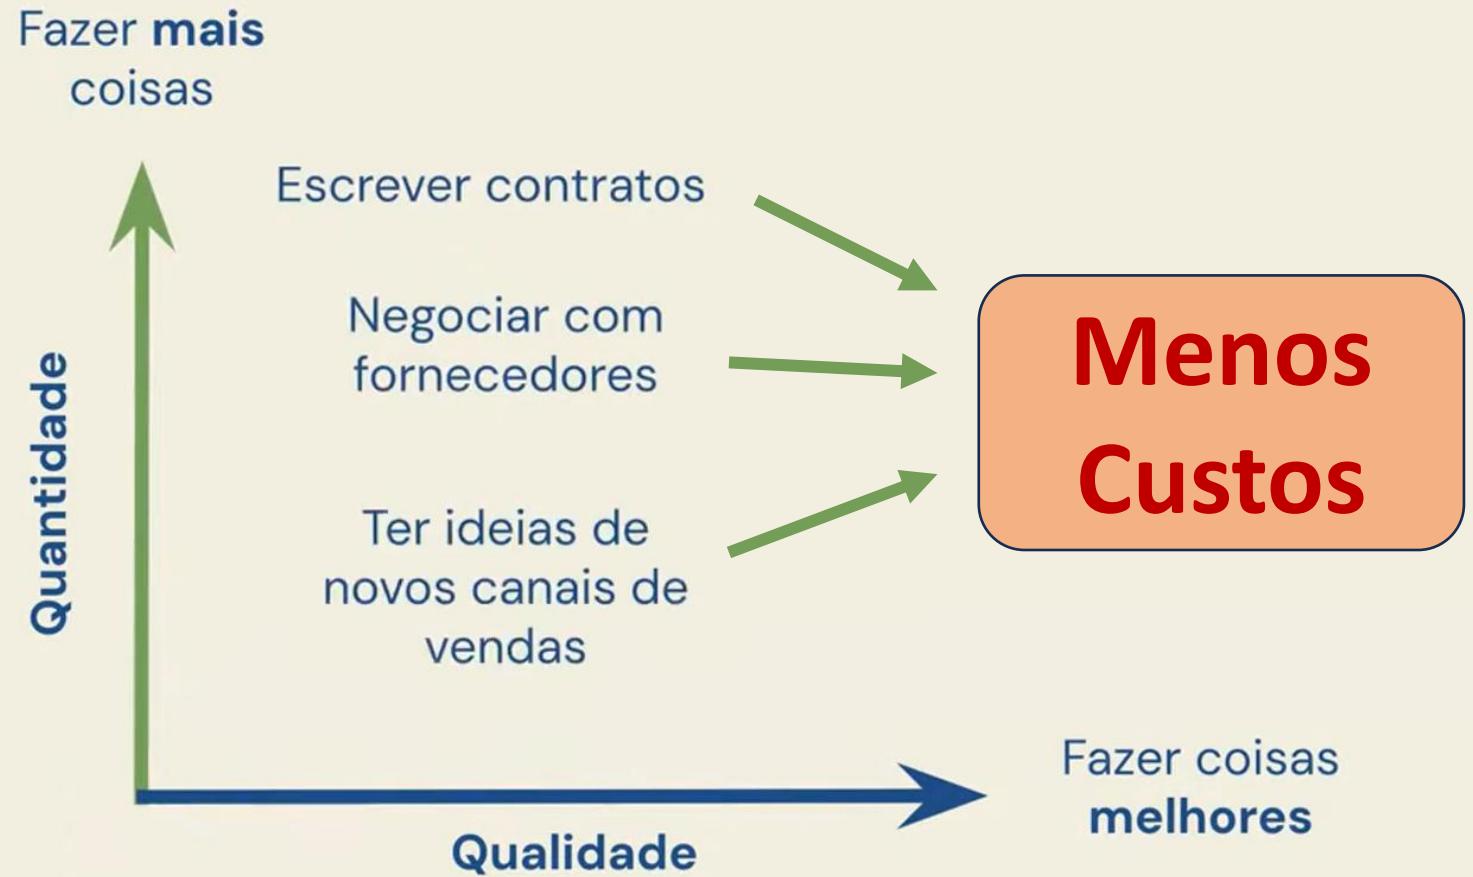 Fazer mais
coisas
Escrever contratos
Negociar com
fornecedores
Ter ideias de
novos canais de
vendas
Menos
Custos
Quantidade
Qualidade
Fazer coisas
melhores